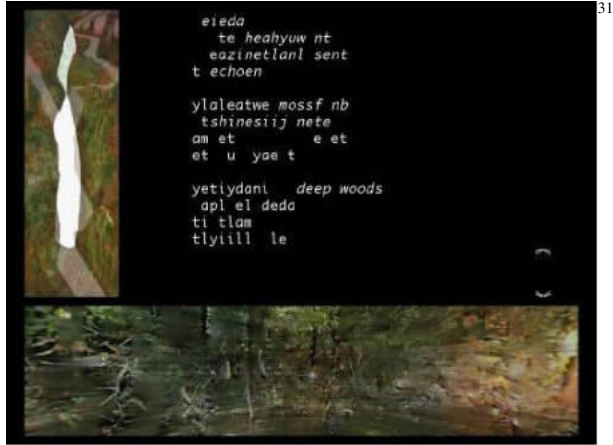 31
eieda
te heahyuw nt
eazinetlanl sent
t echoen
ylaleatwe mossf nb
tshinesiij nete
am et e et
et u yae t
yetiydani deep woods
apl el deda
ti tlam
tlyiill le